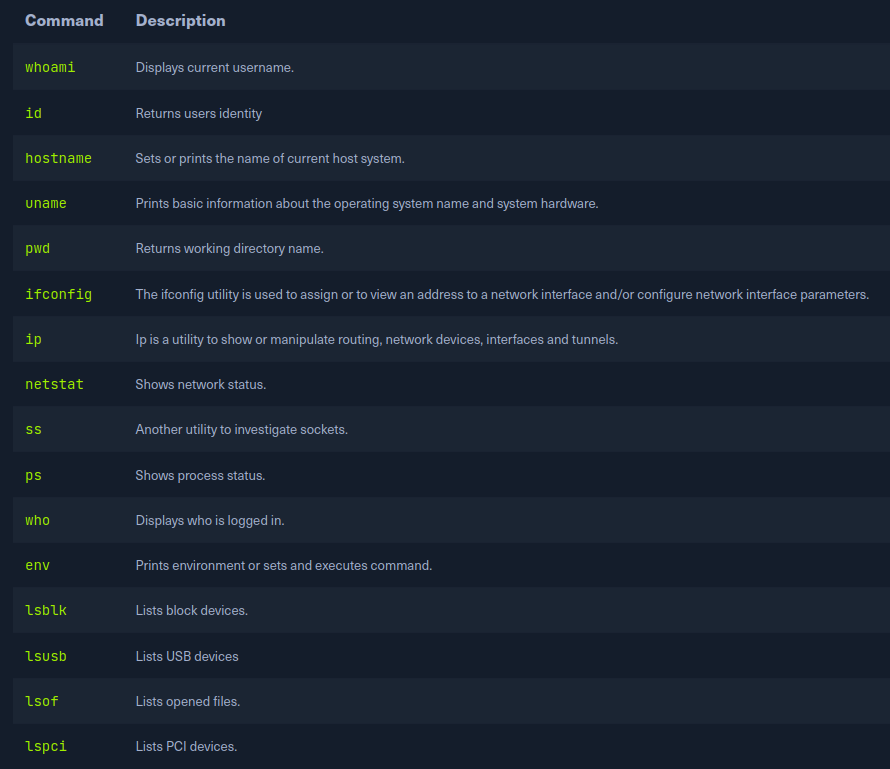 Command Description
whoami Displays current username.
id Returns users identity
hostname Sets or prints the name of current host system.
uname Prints basic information about the operating system name and system hardware.
pwd Returns working directory name.
ifconfig The ifconfig utility is used to assign or to view an address to a network interface and/or configure network interface parameters.
ip Ip is a utility to show or manipulate routing, network devices, interfaces and tunnels.
netstat Shows network status.
ss Another utility to investigate sockets.
ps Shows process status.
who Displays who is logged in.
env Prints environment or sets and executes command.
lsblk Lists block devices.
lsusb Lists USB devices
lsof Lists opened files.
lspci Lists PCI devices.